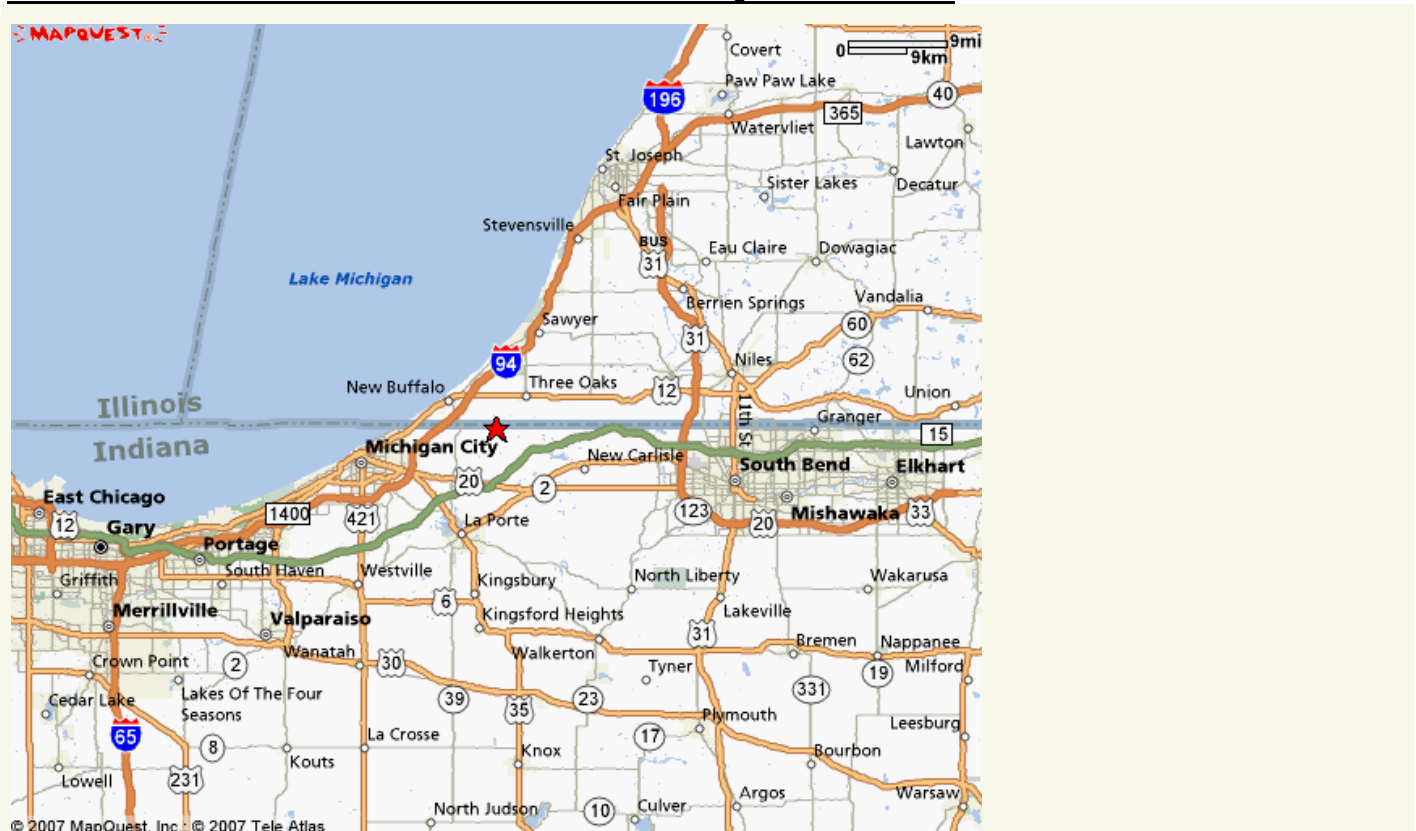 MAPQUEST
Covert
0 9mi
9km
Paw Paw Lake
196
40
365
Watervliet
Lawton
St. Joseph
Sister Lakes
Decatur
Fair Plain
Stevensville
BUS
31
Eau Claire
Dowagiac
Lake Michigan
Berrien Springs
Vandalia
Sawyer
60
31
94
Niles
62
New Buffalo
Three Oaks
12
Union
11th St
Illinois
Granger
15
Indiana
Michigan City
New Carlisle
South Bend
Elkhart
20
2
East Chicago
12
Gary
1400
421
123
20
Mishawaka
33
La Porte
Portage
South Haven
Westville
Griffith
Kingsbury
North Liberty
Wakarusa
6
Merrillville
Valparaiso
Kingsford Heights
Lakeville
31
Bremen
Nappanee
Wanatah
30
Walkerton
Crown Point
2
Tyner
19
Milford
Cedar Lake
Lakes Of The Four
Seasons
39
35
23
331
Plymouth
Leesburg
65
8
La Crosse
17
Knox
Bourbon
Kouts
Lowell
231
Argos
Warsaw
North Judson
10
Culver
© 2007 MapQuest, Inc.; © 2007 Tele Atlas